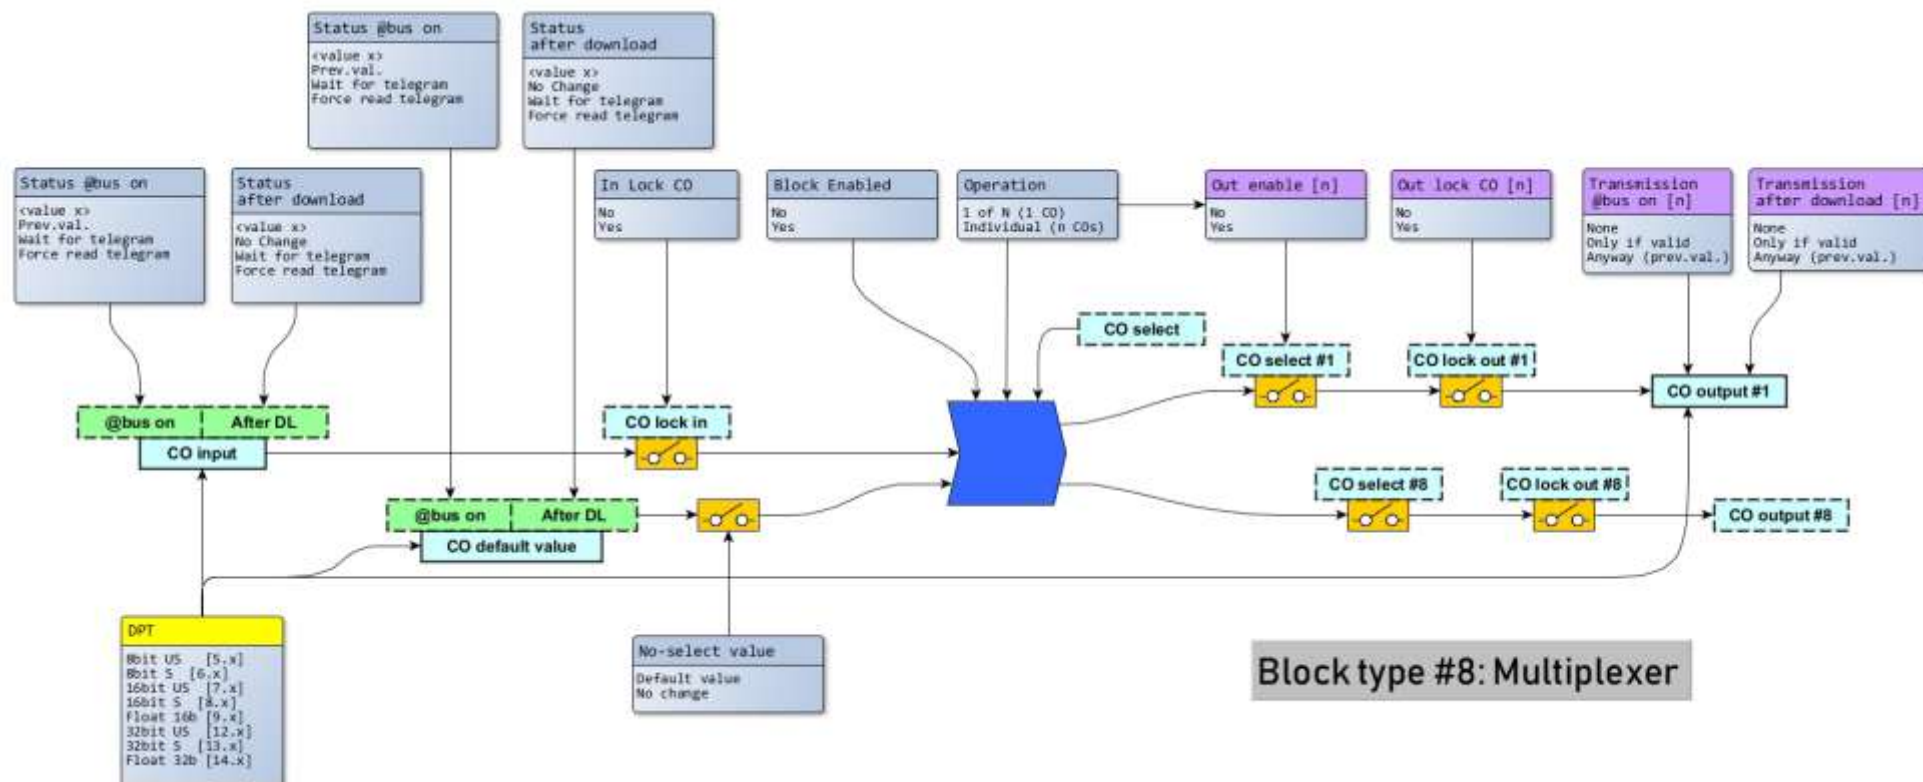 Status @bus on
<value x>
Prev.val.
Wait for telegram
Force read telegram
Status
after download
<value x>
No Change
Wait for telegram
Force read telegram
Status @bus on
<value x>
Prev.val.
Wait for telegram
Force read telegram
Status
after download
<value x>
No Change
Wait for telegram
Force read telegram
In Lock CO
No
Yes
Block Enabled
No
Yes
Operation
1 of N (1 CO)
Individual (n COs)
Out enable [n]
No
Yes
Out lock CO [n]
No
Yes
Transmission
@bus on [n]
None
Only if valid
Anyway (prev.val.)
Transmission
after download [n]
None
Only if valid
Anyway (prev.val.)
CO select
CO select #1
CO lock out #1
CO output #1
@bus on
After DL
CO input
CO lock in
@bus on
After DL
CO default value
CO select #8
CO lock out #8
CO output #8
DPT
8bit US [5.x]
8bit S [6.x]
16bit US [7.x]
16bit S [8.x]
Float 16b [9.x]
32bit US [12.x]
32bit S [13.x]
Float 32b [14.x]
No-select value
Default value
No change
Block type #8: Multiplexer